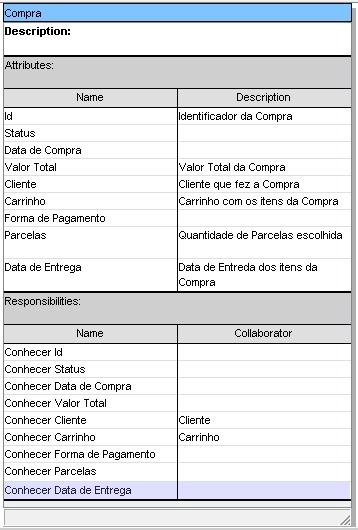 Compra
Description:
Attributes:
Name Description
Id Identificador da Compra
Status
Data de Compra
Valor Total Valor Total da Compra
Cliente Cliente que fez a Compra
Carrinho Carrinho com os itens da Compra
Forma de Pagamento
Parcelas Quantidade de Parcelas escolhida
Data de Entrega Data de Entreda dos itens da
Compra
Responsibilities:
Name Collaborator
Conhecer Id
Conhecer Status
Conhecer Data de Compra
Conhecer Valor Total
Conhecer Cliente Cliente
Conhecer Carrinho Carrinho
Conhecer Forma de Pagamento
Conhecer Parcelas
Conhecer Data de Entrega